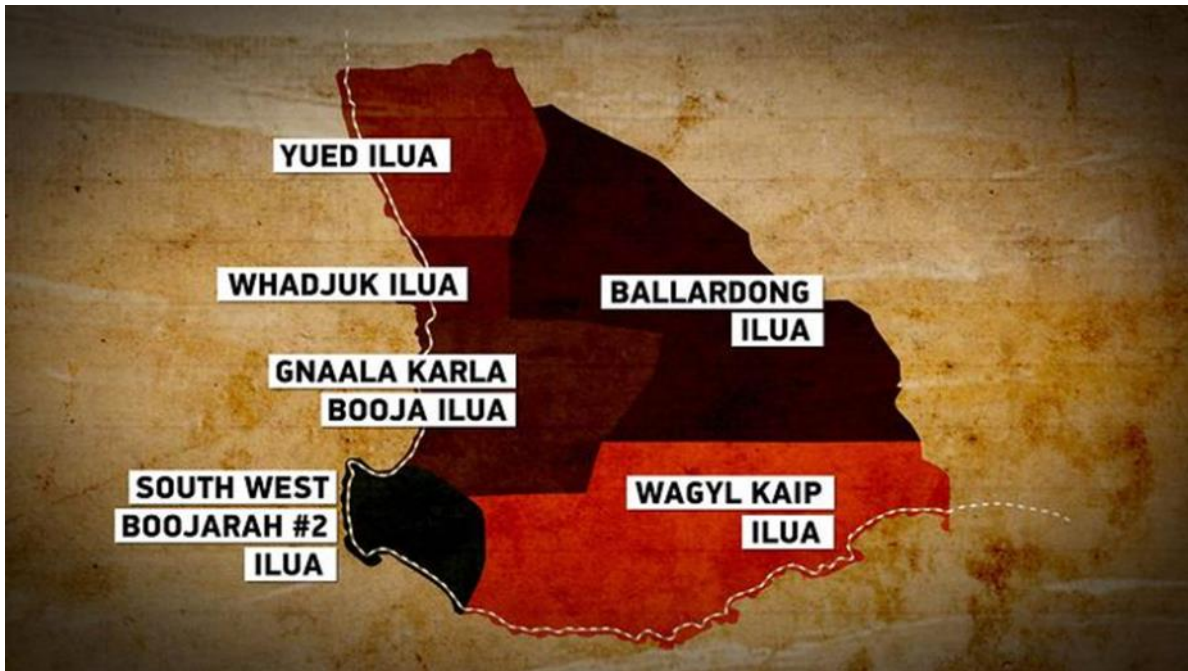 YUED ILUA
WHADJUK ILUA
BALLARDONG
ILUA
GNAALA KARLA
BOOJA ILUA
SOUTH WEST
BOOJARAH #2
ILUA
WAGYL KAIP
ILUA